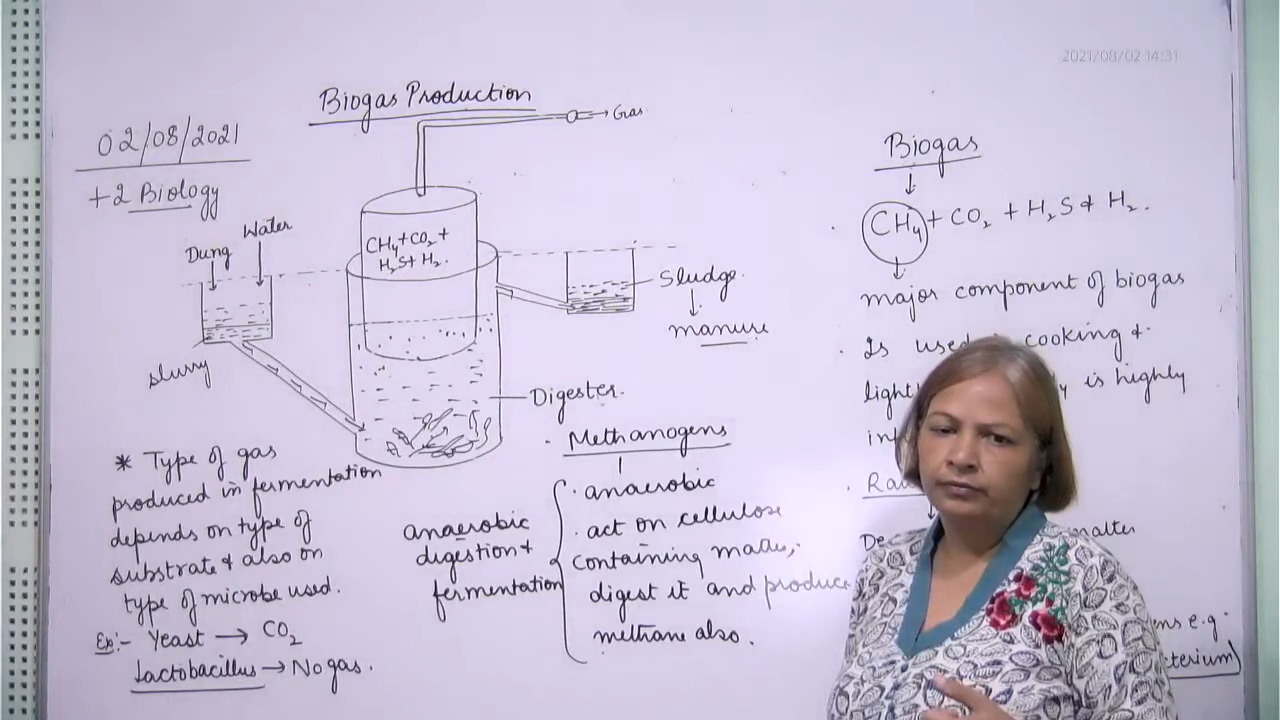 2021/08/02 14:31
Biogas Production
Gas
02/08/2021
+2 Biology
Dung
Water
Slurry
CH4+CO2+
H2S+H2.
Sludge.
manure
Digester.
* Type of gas
produced in fermentation
depends on type of
substrate & also on
type of microbe used.
Ex:- Yeast → CO2
Lactobacillus → No gas.
anaerobic
digestion &
fermentation
. Methanogens
. anaerobic
. act on cellulose
containing matter,
digest it and produce
methane also.
Biogas
. CH4 + CO2 + H2S & H2.
major component of biogas
. Is used cooking &
is highly
matter
e.g.